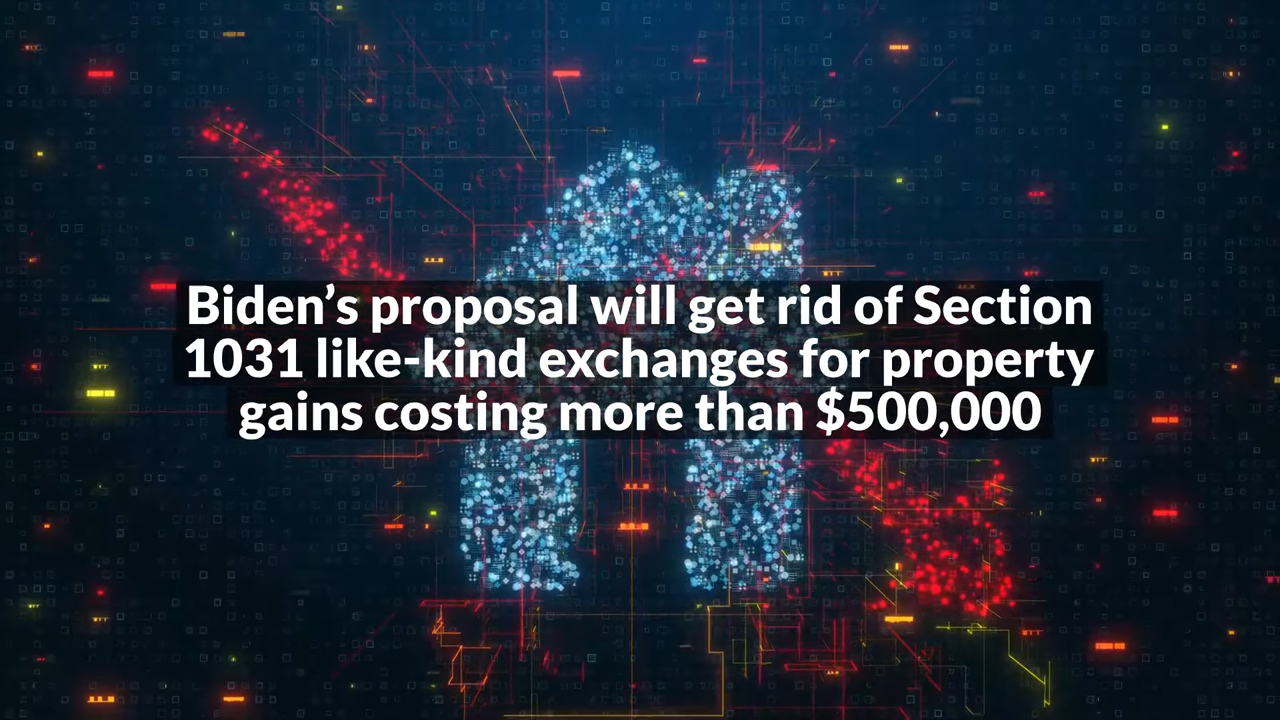 Biden’s proposal will get rid of Section
1031 like-kind exchanges for property
gains costing more than $500,000